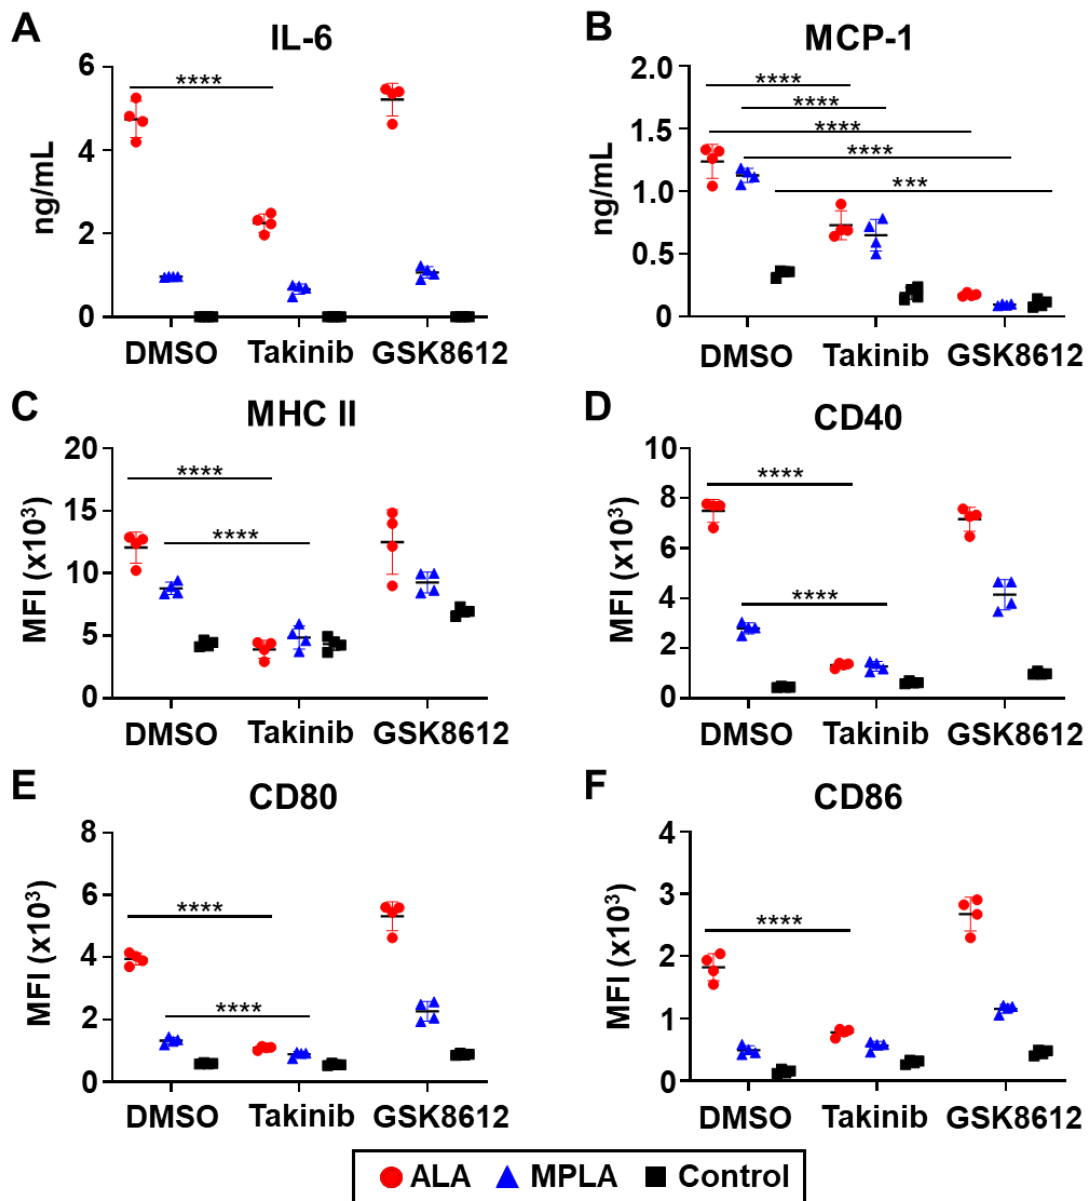 A
IL-6
ng/mL
6
4
2
0
****
DMSO Takinib GSK8612
B
MCP-1
ng/mL
2.0
1.5
1.0
0.5
0
****
****
****
****
***
DMSO Takinib GSK8612
C
MHC II
MFI (x10³)
20
15
10
5
0
****
****
DMSO Takinib GSK8612
D
CD40
MFI (x10³)
10
8
6
4
2
0
****
****
DMSO Takinib GSK8612
E
CD80
MFI (x10³)
8
6
4
2
0
****
****
DMSO Takinib GSK8612
F
CD86
MFI (x10³)
4
3
2
1
0
****
DMSO Takinib GSK8612
ALA MPLA Control